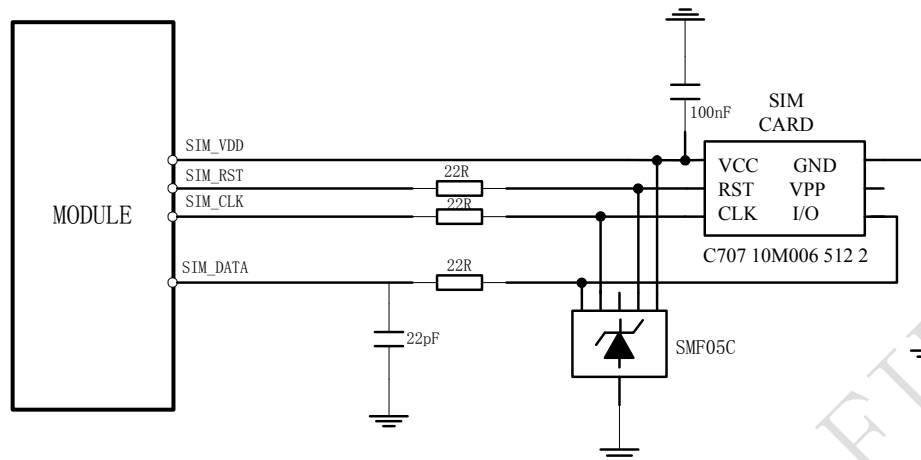 100nF
SIM
CARD
SIM_VDD
VCC GND
SIM_RST
22R
RST VPP
MODULE
SIM_CLK
22R
CLK I/O
C707 10M006 512 2
SIM_DATA
22R
22pF
SMF05C